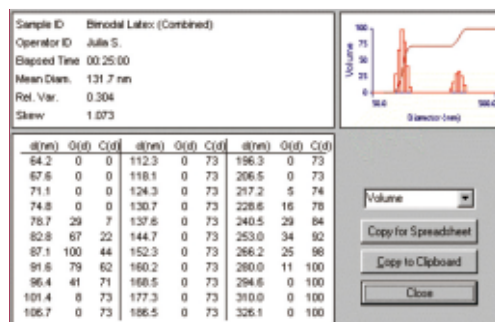 Sample ID Bimodal Latex (Combined)
Operator ID Julia S.
Elapsed Time 00:25:00
Mean Diam. 131.7 nm
Rel. Var. 0.304
Skew 1.073
Volume
100
75
50
25
0
50.0 500.0
Diameter (nm)
d(nm) G(d) C(d) d(nm) G(d) C(d) d(nm) G(d) C(d)
64.2 0 0 112.3 0 73 196.3 0 73
67.6 0 0 118.1 0 73 206.5 0 73
71.1 0 0 124.3 0 73 217.2 5 74
74.8 0 0 130.7 0 73 228.6 16 78
78.7 29 7 137.6 0 73 240.5 29 84
82.8 67 22 144.7 0 73 253.0 34 92
87.1 100 44 152.3 0 73 266.2 25 98
91.6 79 62 160.2 0 73 280.0 11 100
96.4 41 71 168.5 0 73 294.6 0 100
101.4 8 73 177.3 0 73 310.0 0 100
106.7 0 73 186.5 0 73 326.1 0 100
Volume
Copy for Spreadsheet
Copy to Clipboard
Close